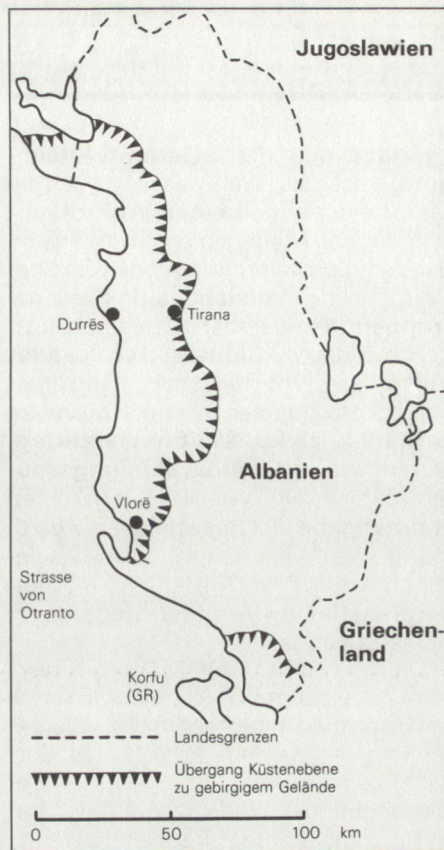 Jugoslawien
Durrës
Tirana
Albanien
Vlorë
Strasse
von
Otranto
Griechen-
land
Korfu
(GR)
Landesgrenzen
Übergang Küstenebene
zu gebirgigem Gelände
0 50 100 km